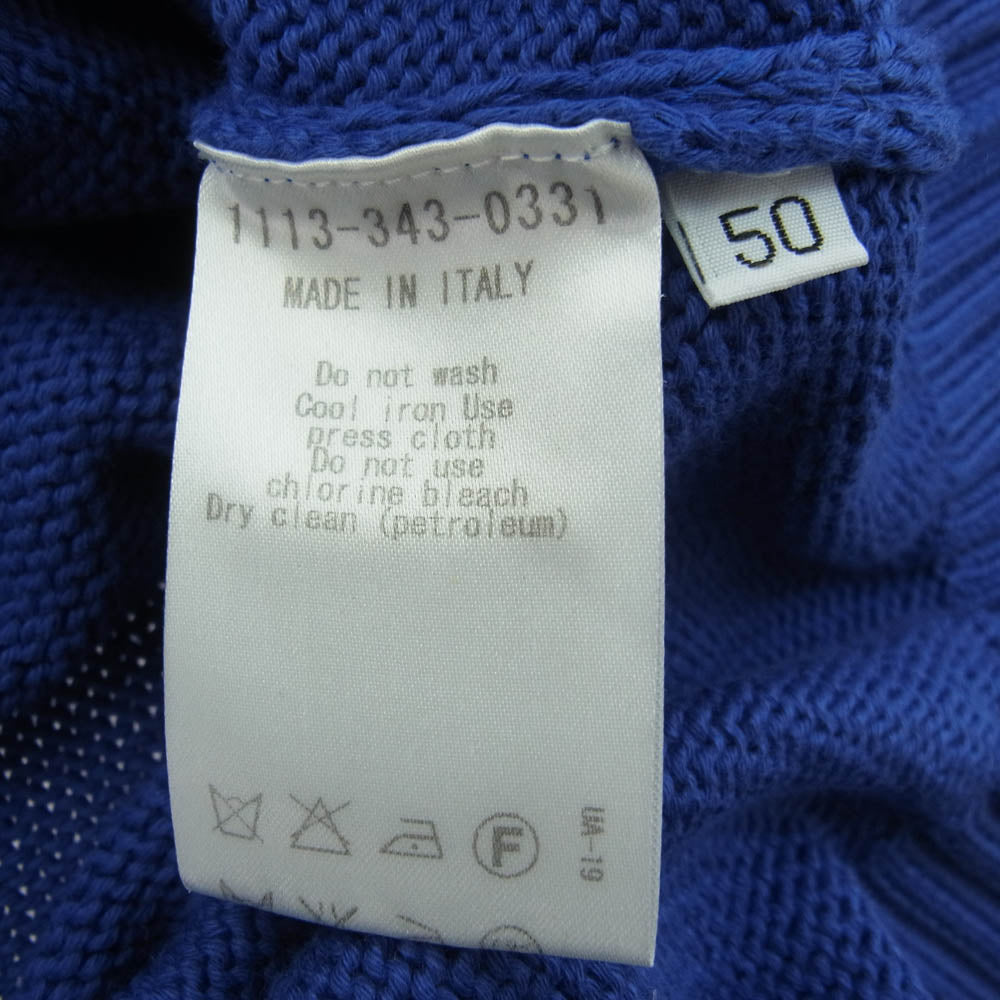 1113-343-0331
50
MADE IN ITALY
Do not wash
Cool iron Use
press cloth
Do not use
chlorine bleach
Dry clean (petroleum)
F
UA-19